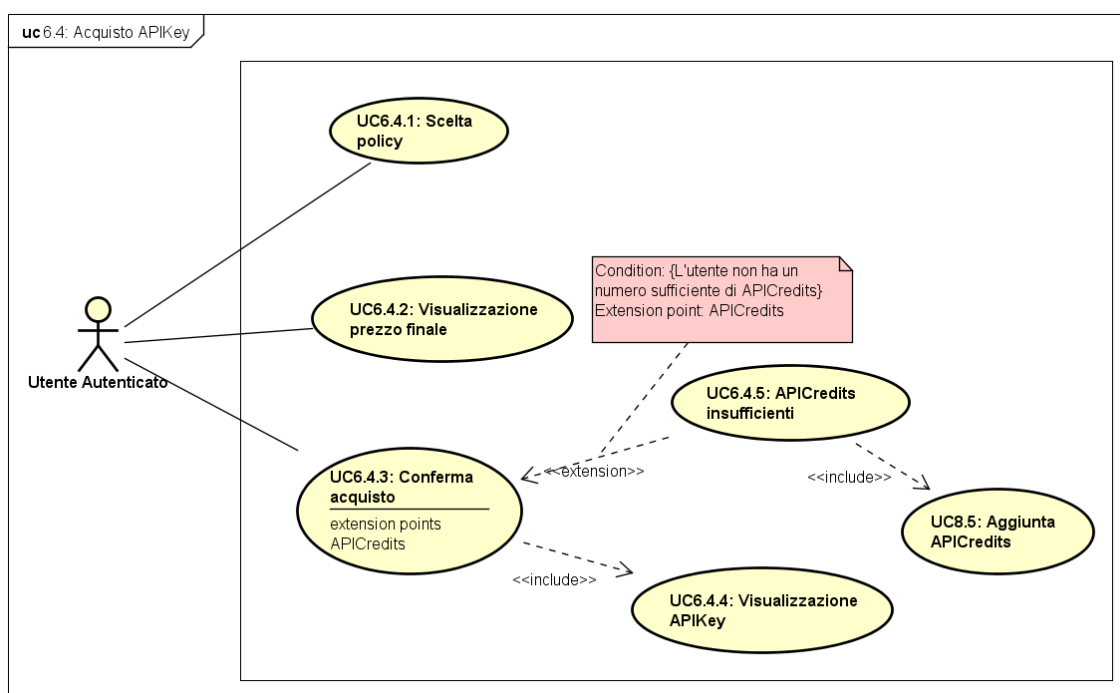 uc 6.4: Acquisto APIKey
UC6.4.1: Scelta
policy
Condition: {L'utente non ha un
numero sufficiente di APICredits}
Extension point: APICredits
UC6.4.2: Visualizzazione
prezzo finale
Utente Autenticato
UC6.4.5: APICredits
insufficienti
<<extension>>
<<include>>
UC6.4.3: Conferma
acquisto
extension points
APICredits
UC8.5: Aggiunta
APICredits
<<include>>
UC6.4.4: Visualizzazione
APIKey